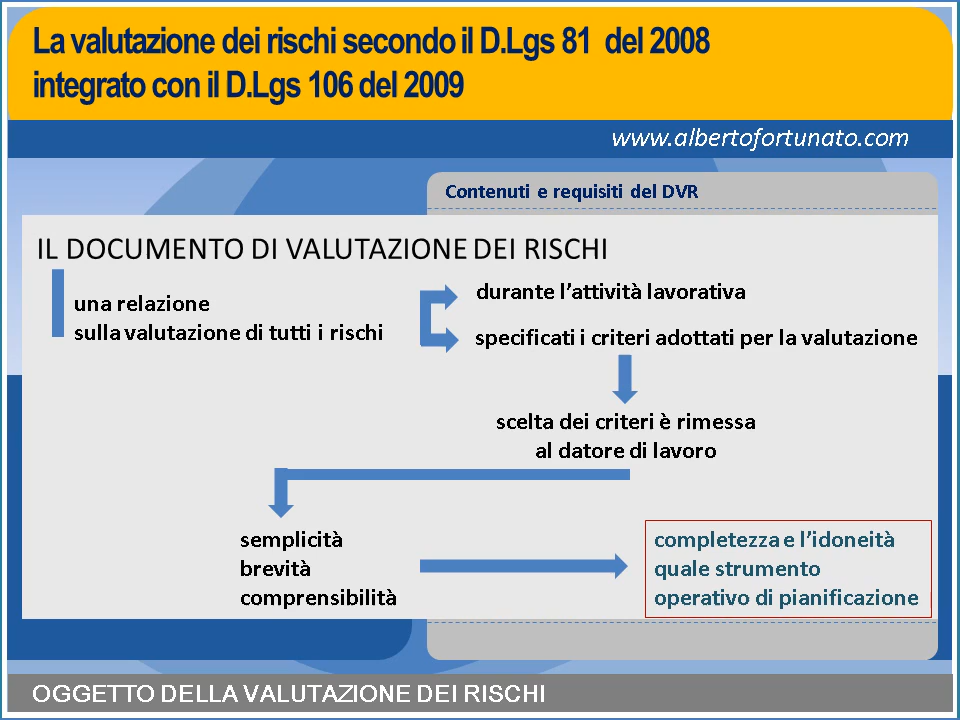 La valutazione dei rischi secondo il D.Lgs 81 del 2008
integrato con il D.Lgs 106 del 2009
www.albertofortunato.com
Contenuti e requisiti del DVR
IL DOCUMENTO DI VALUTAZIONE DEI RISCHI
una relazione
sulla valutazione di tutti i rischi
durante l'attività lavorativa
specificati i criteri adottati per la valutazione
scelta dei criteri è rimessa
al datore di lavoro
semplicità
brevità
comprensibilità
completezza e l'idoneità
quale strumento
operativo di pianificazione
OGGETTO DELLA VALUTAZIONE DEI RISCHI